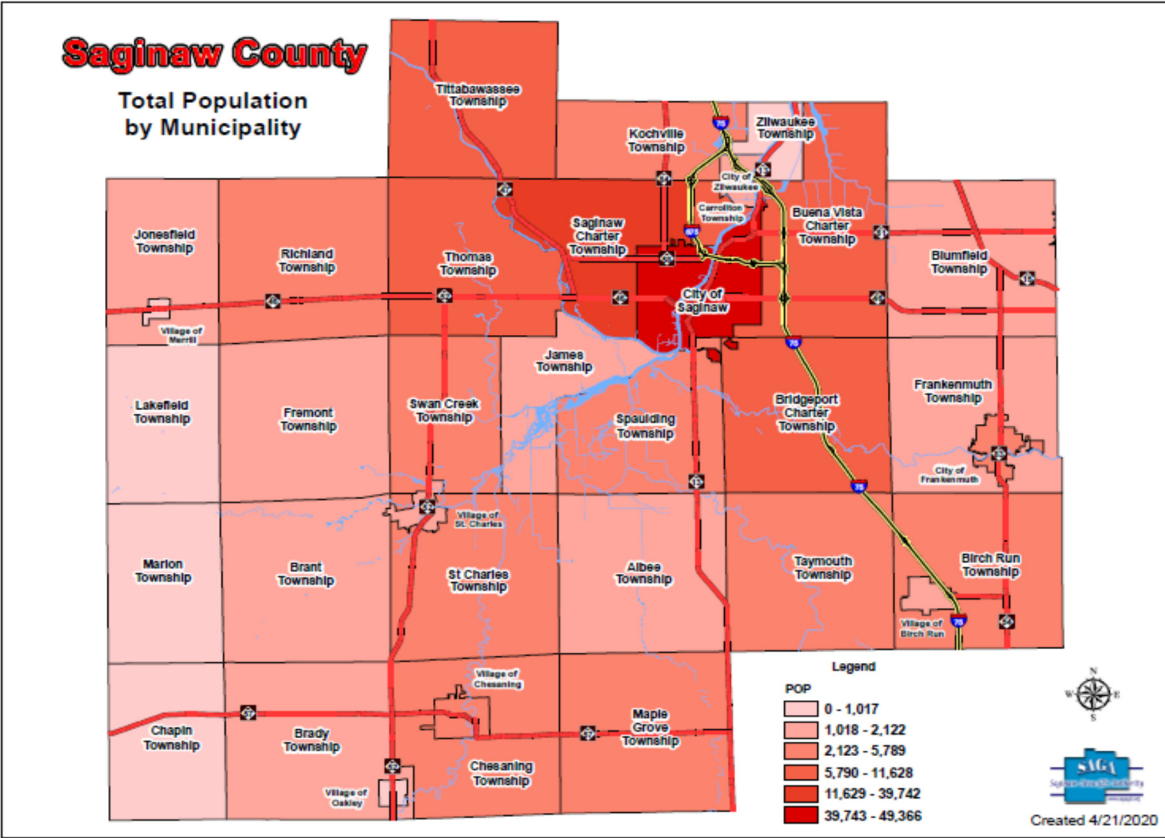 Saginaw County
Total Population
by Municipality
Tittabawassee
Township
Kochville
Township
Zilwaukee
Township
City of
Zilwaukee
Carrollton
Township
Buena Vista
Charter
Township
Saginaw
Charter
Township
Jonesfield
Township
Richland
Township
Thomas
Township
Blumfield
Township
City of
Saginaw
Village of
Merrill
James
Township
Lakefield
Township
Fremont
Township
Swan Creek
Township
Spaulding
Township
Bridgeport
Charter
Township
Frankenmuth
Township
City of
Frankenmuth
Village of
St. Charles
Marion
Township
Brant
Township
St Charles
Township
Albee
Township
Taymouth
Township
Birch Run
Township
Village of
Birch Run
Village of
Chesaning
Chapin
Township
Brady
Township
Maple
Grove
Township
Chesaning
Township
Village of
Oakley
675
75
75
75
75
Legend
POP
0 - 1,017
1,018 - 2,122
2,123 - 5,789
5,790 - 11,628
11,629 - 39,742
39,743 - 49,366
N
W E
S
SAGA
Created 4/21/2020